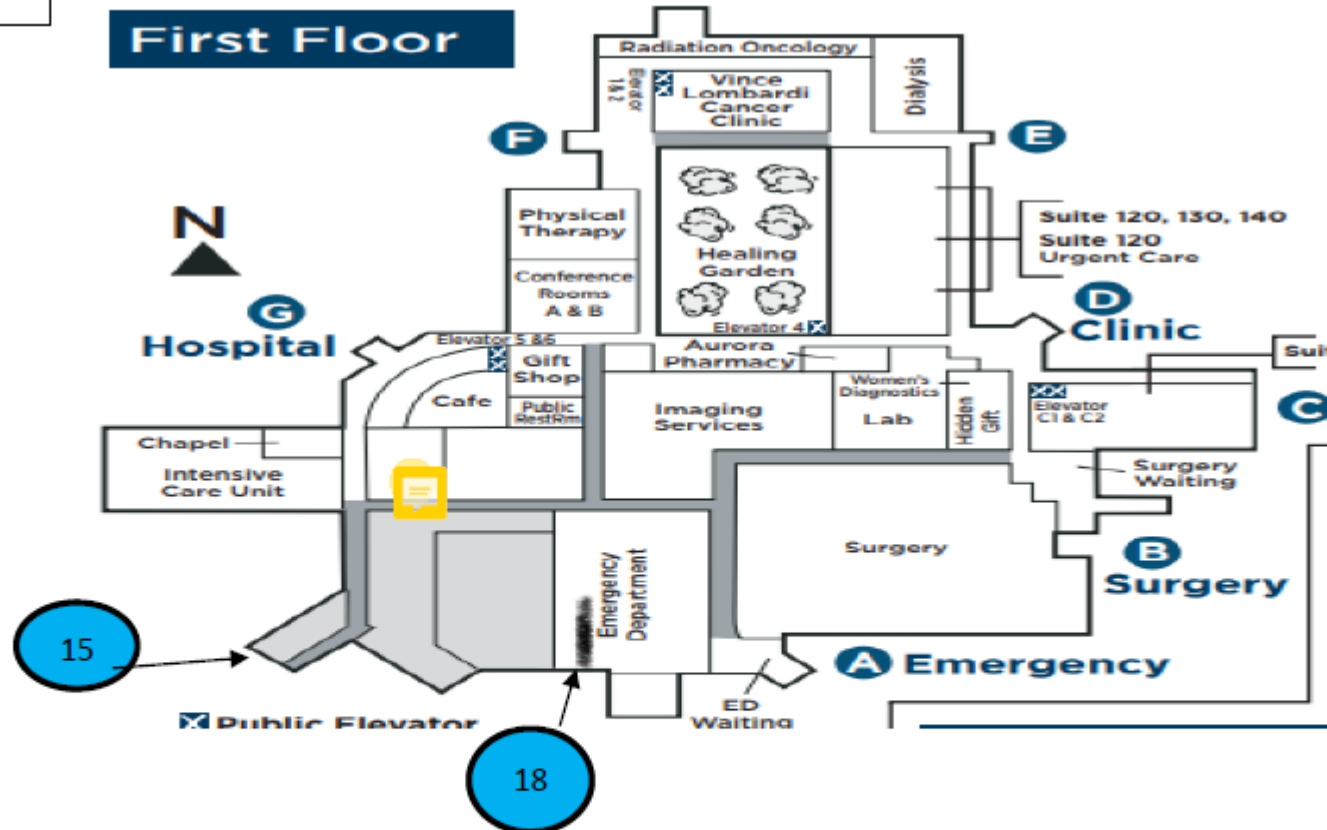 First Floor
Radiation Oncology
Elevator
1& 2
Vince
Lombardi
Cancer
Clinic
Dialysis
F
E
N
Physical
Therapy
Healing
Garden
Suite 120, 130, 140
Suite 120
Urgent Care
Conference
Rooms
A & B
G
Hospital
D
Clinic
Elevator 4
Elevator 5 &6
Gift
Shop
Aurora
Pharmacy
Cafe
Public
RestRm
Imaging
Services
Women's
Diagnostics
Lab
Hidden
Gift
Elevator
C1 & C2
C
Chapel
Intensive
Care Unit
Surgery
Waiting
Surgery
B
Surgery
Emergency
Department
15
A Emergency
ED
Waiting
Public Elevator
18